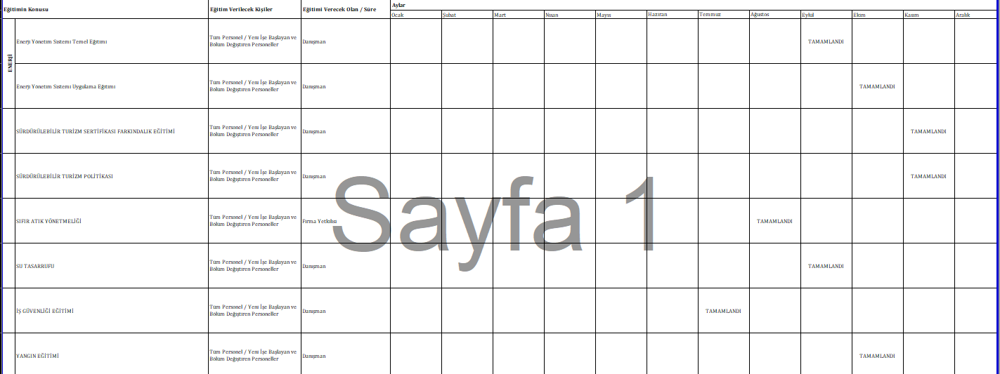 Eğitimin Konusu Eğitim Verilecek Kişiler Eğitimi Verecek Olan / Süre Aylar
Ocak Şubat Mart Nisan Mayıs Haziran Temmuz Ağustos Eylül Ekim Kasım Aralık
ENERJİ
Enerji Yönetim Sistemi Temel Eğitimi
Tüm Personel / Yeni İşe Başlayan ve
Bölüm Değiştiren Personeller
Danışman
TAMAMLANDI
Enerji Yönetim Sistemi Uygulama Eğitimi
Tüm Personel / Yeni İşe Başlayan ve
Bölüm Değiştiren Personeller
Danışman
TAMAMLANDI
SÜRDÜRÜLEBİLİR TURİZM SERTİFİKASI FARKINDALIK EĞİTİMİ
Tüm Personel / Yeni İşe Başlayan ve
Bölüm Değiştiren Personeller
Danışman
TAMAMLANDI
SÜRDÜRÜLEBİLİR TURİZM POLİTİKASI
Tüm Personel / Yeni İşe Başlayan ve
Bölüm Değiştiren Personeller
Danışman
TAMAMLANDI
SIFIR ATIK YÖNETMELİĞİ
Tüm Personel / Yeni İşe Başlayan ve
Bölüm Değiştiren Personeller
Firma Yetkilisi
TAMAMLANDI
Sayfa 1
SU TASARRUFU
Tüm Personel / Yeni İşe Başlayan ve
Bölüm Değiştiren Personeller
Danışman
TAMAMLANDI
İŞ GÜVENLİĞİ EĞİTİMİ
Tüm Personel / Yeni İşe Başlayan ve
Bölüm Değiştiren Personeller
Danışman
TAMAMLANDI
YANGIN EĞİTİMİ
Tüm Personel / Yeni İşe Başlayan ve
Bölüm Değiştiren Personeller
Danışman
TAMAMLANDI